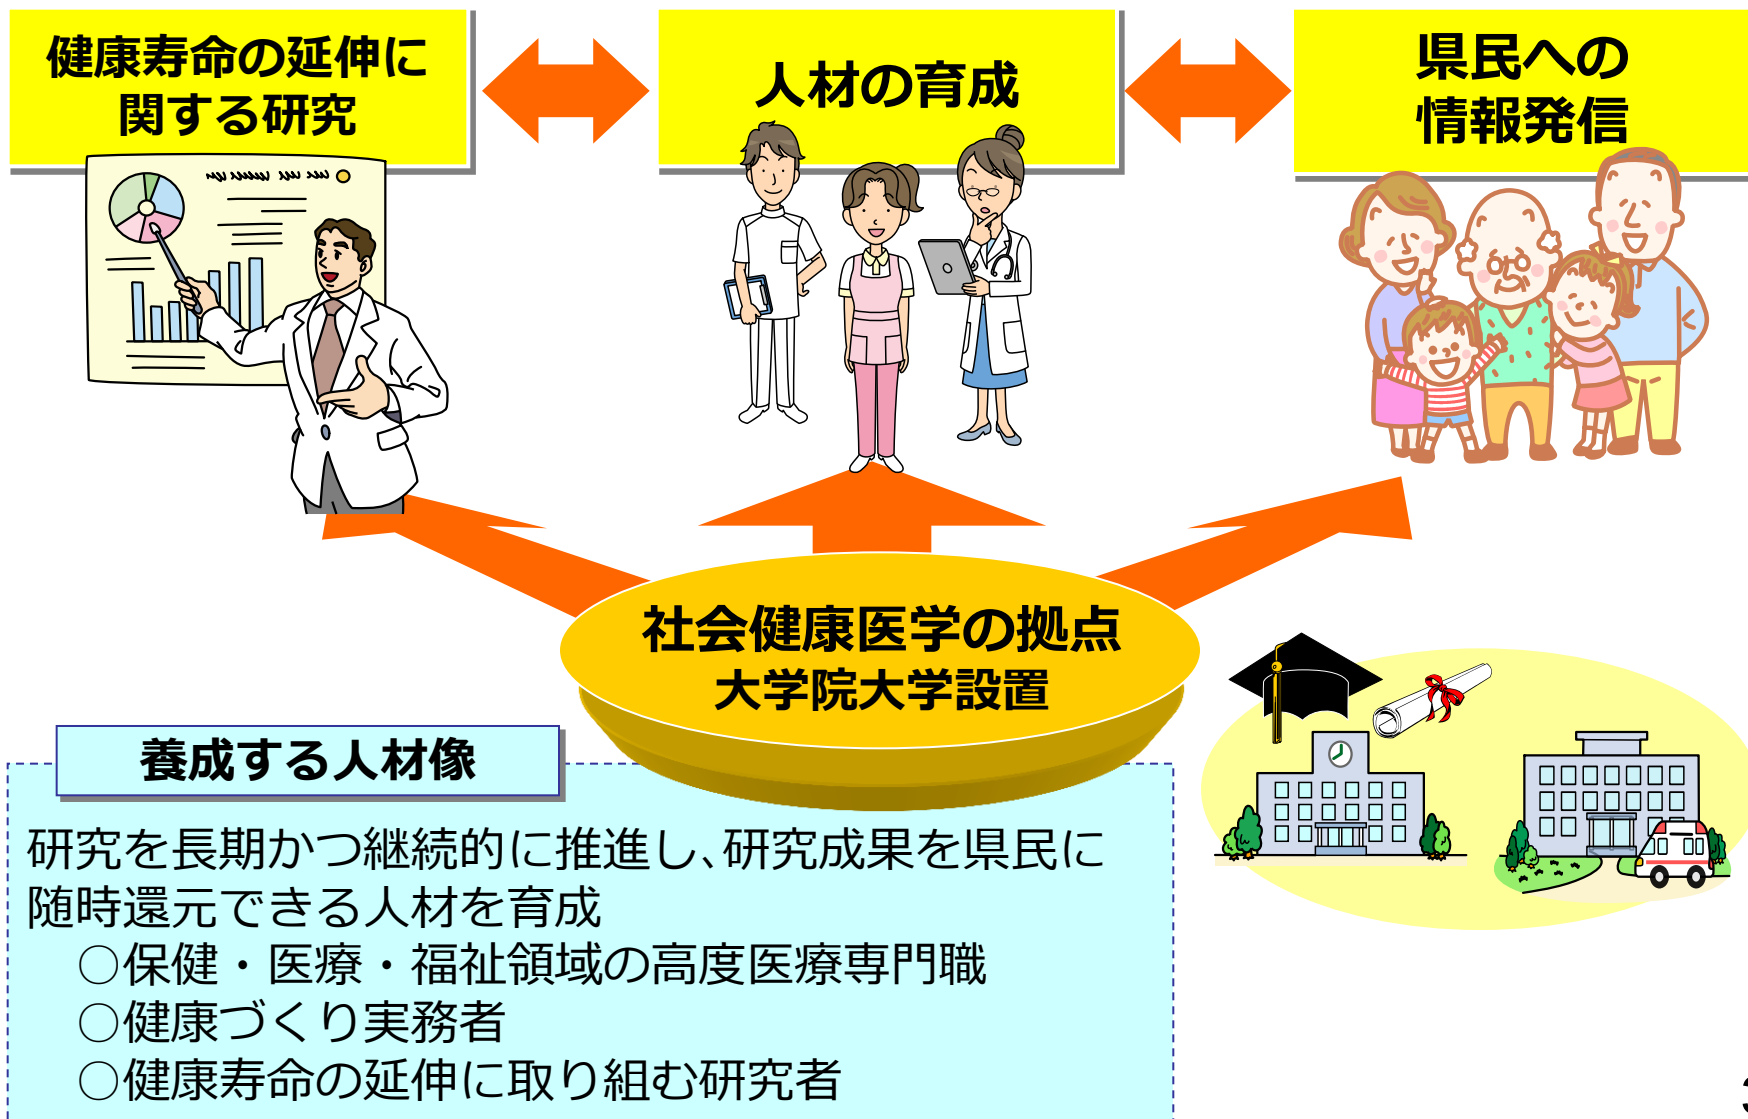 健康寿命の延伸に
関する研究
人材の育成
県民への
情報発信
社会健康医学の拠点
大学院大学設置
養成する人材像
研究を長期かつ継続的に推進し、研究成果を県民に
随時還元できる人材を育成
○保健・医療・福祉領域の高度医療専門職
○健康づくり実務者
○健康寿命の延伸に取り組む研究者